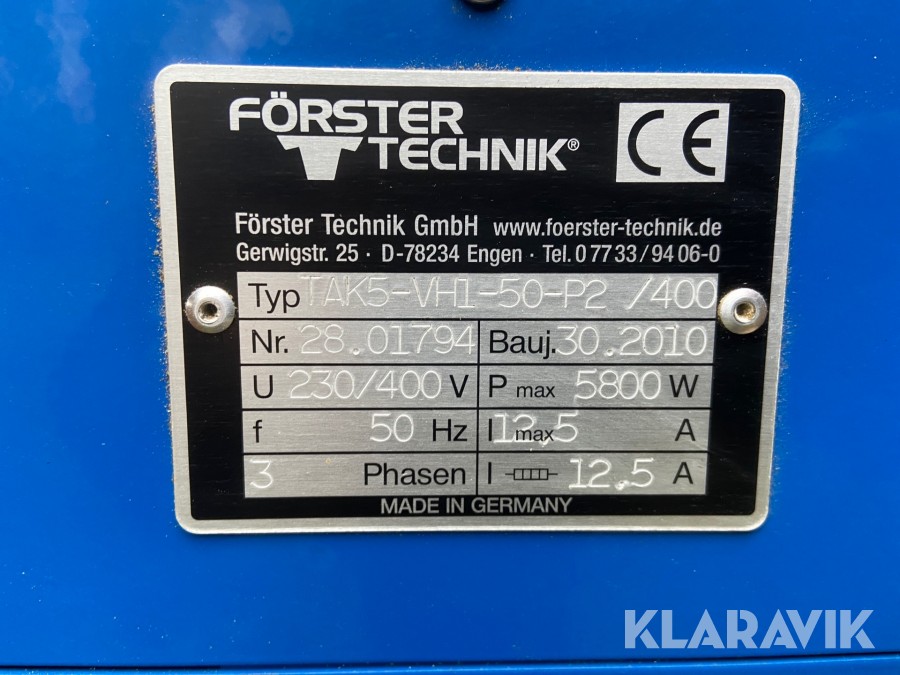 FÖRSTER
TECHNIK®
CE
Förster Technik GmbH www.foerster-technik.de
Gerwigstr. 25 · D-78234 Engen · Tel. 0 77 33 / 94 06-0
Typ TAK5-VH1-50-P2 /400
Nr. 28.01794 Bauj. 30.2010
U 230/400 V P max 5800 W
f 50 Hz I max 12,5 A
3 Phasen I 12.5 A
MADE IN GERMANY
KLARAVIK